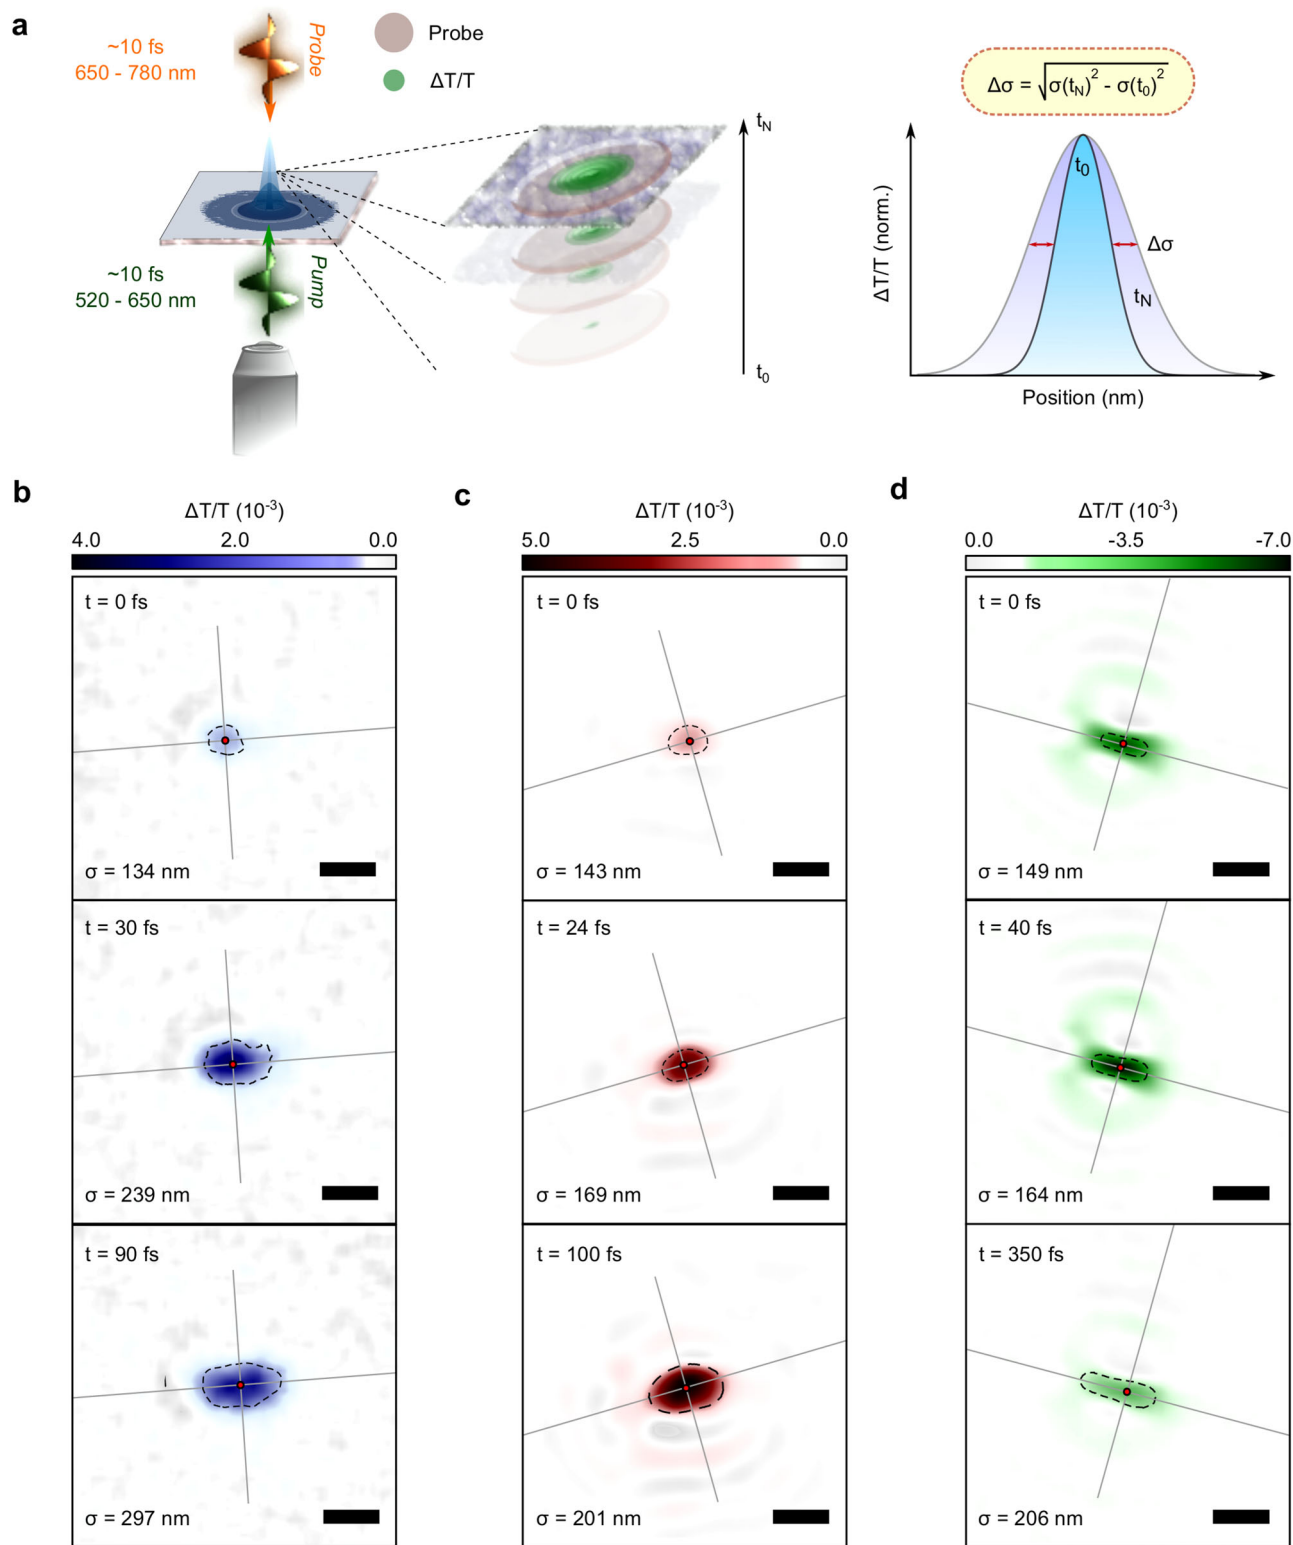 a
~10 fs
650 - 780 nm
Probe
Probe
ΔT/T
~10 fs
520 - 650 nm
Pump
t_N
t_0
Δσ = √σ(t_N)² - σ(t_0)²
ΔT/T (norm.)
t_0
Δσ
t_N
Position (nm)
b
ΔT/T (10⁻³)
4.0 2.0 0.0
t = 0 fs
σ = 134 nm
t = 30 fs
σ = 239 nm
t = 90 fs
σ = 297 nm
c
ΔT/T (10⁻³)
5.0 2.5 0.0
t = 0 fs
σ = 143 nm
t = 24 fs
σ = 169 nm
t = 100 fs
σ = 201 nm
d
ΔT/T (10⁻³)
0.0 -3.5 -7.0
t = 0 fs
σ = 149 nm
t = 40 fs
σ = 164 nm
t = 350 fs
σ = 206 nm